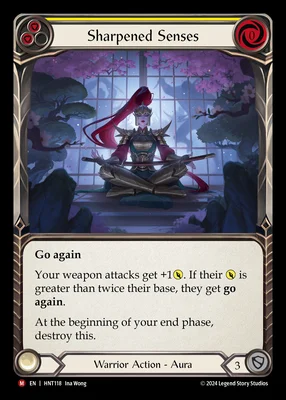 Sharpened Senses
0
Go again
Your weapon attacks get +1. If their is
greater than twice their base, they get go
again.
At the beginning of your end phase,
destroy this.
Warrior Action - Aura
3
M EN | HNT118 Ina Wong
© 2024 Legend Story Studios